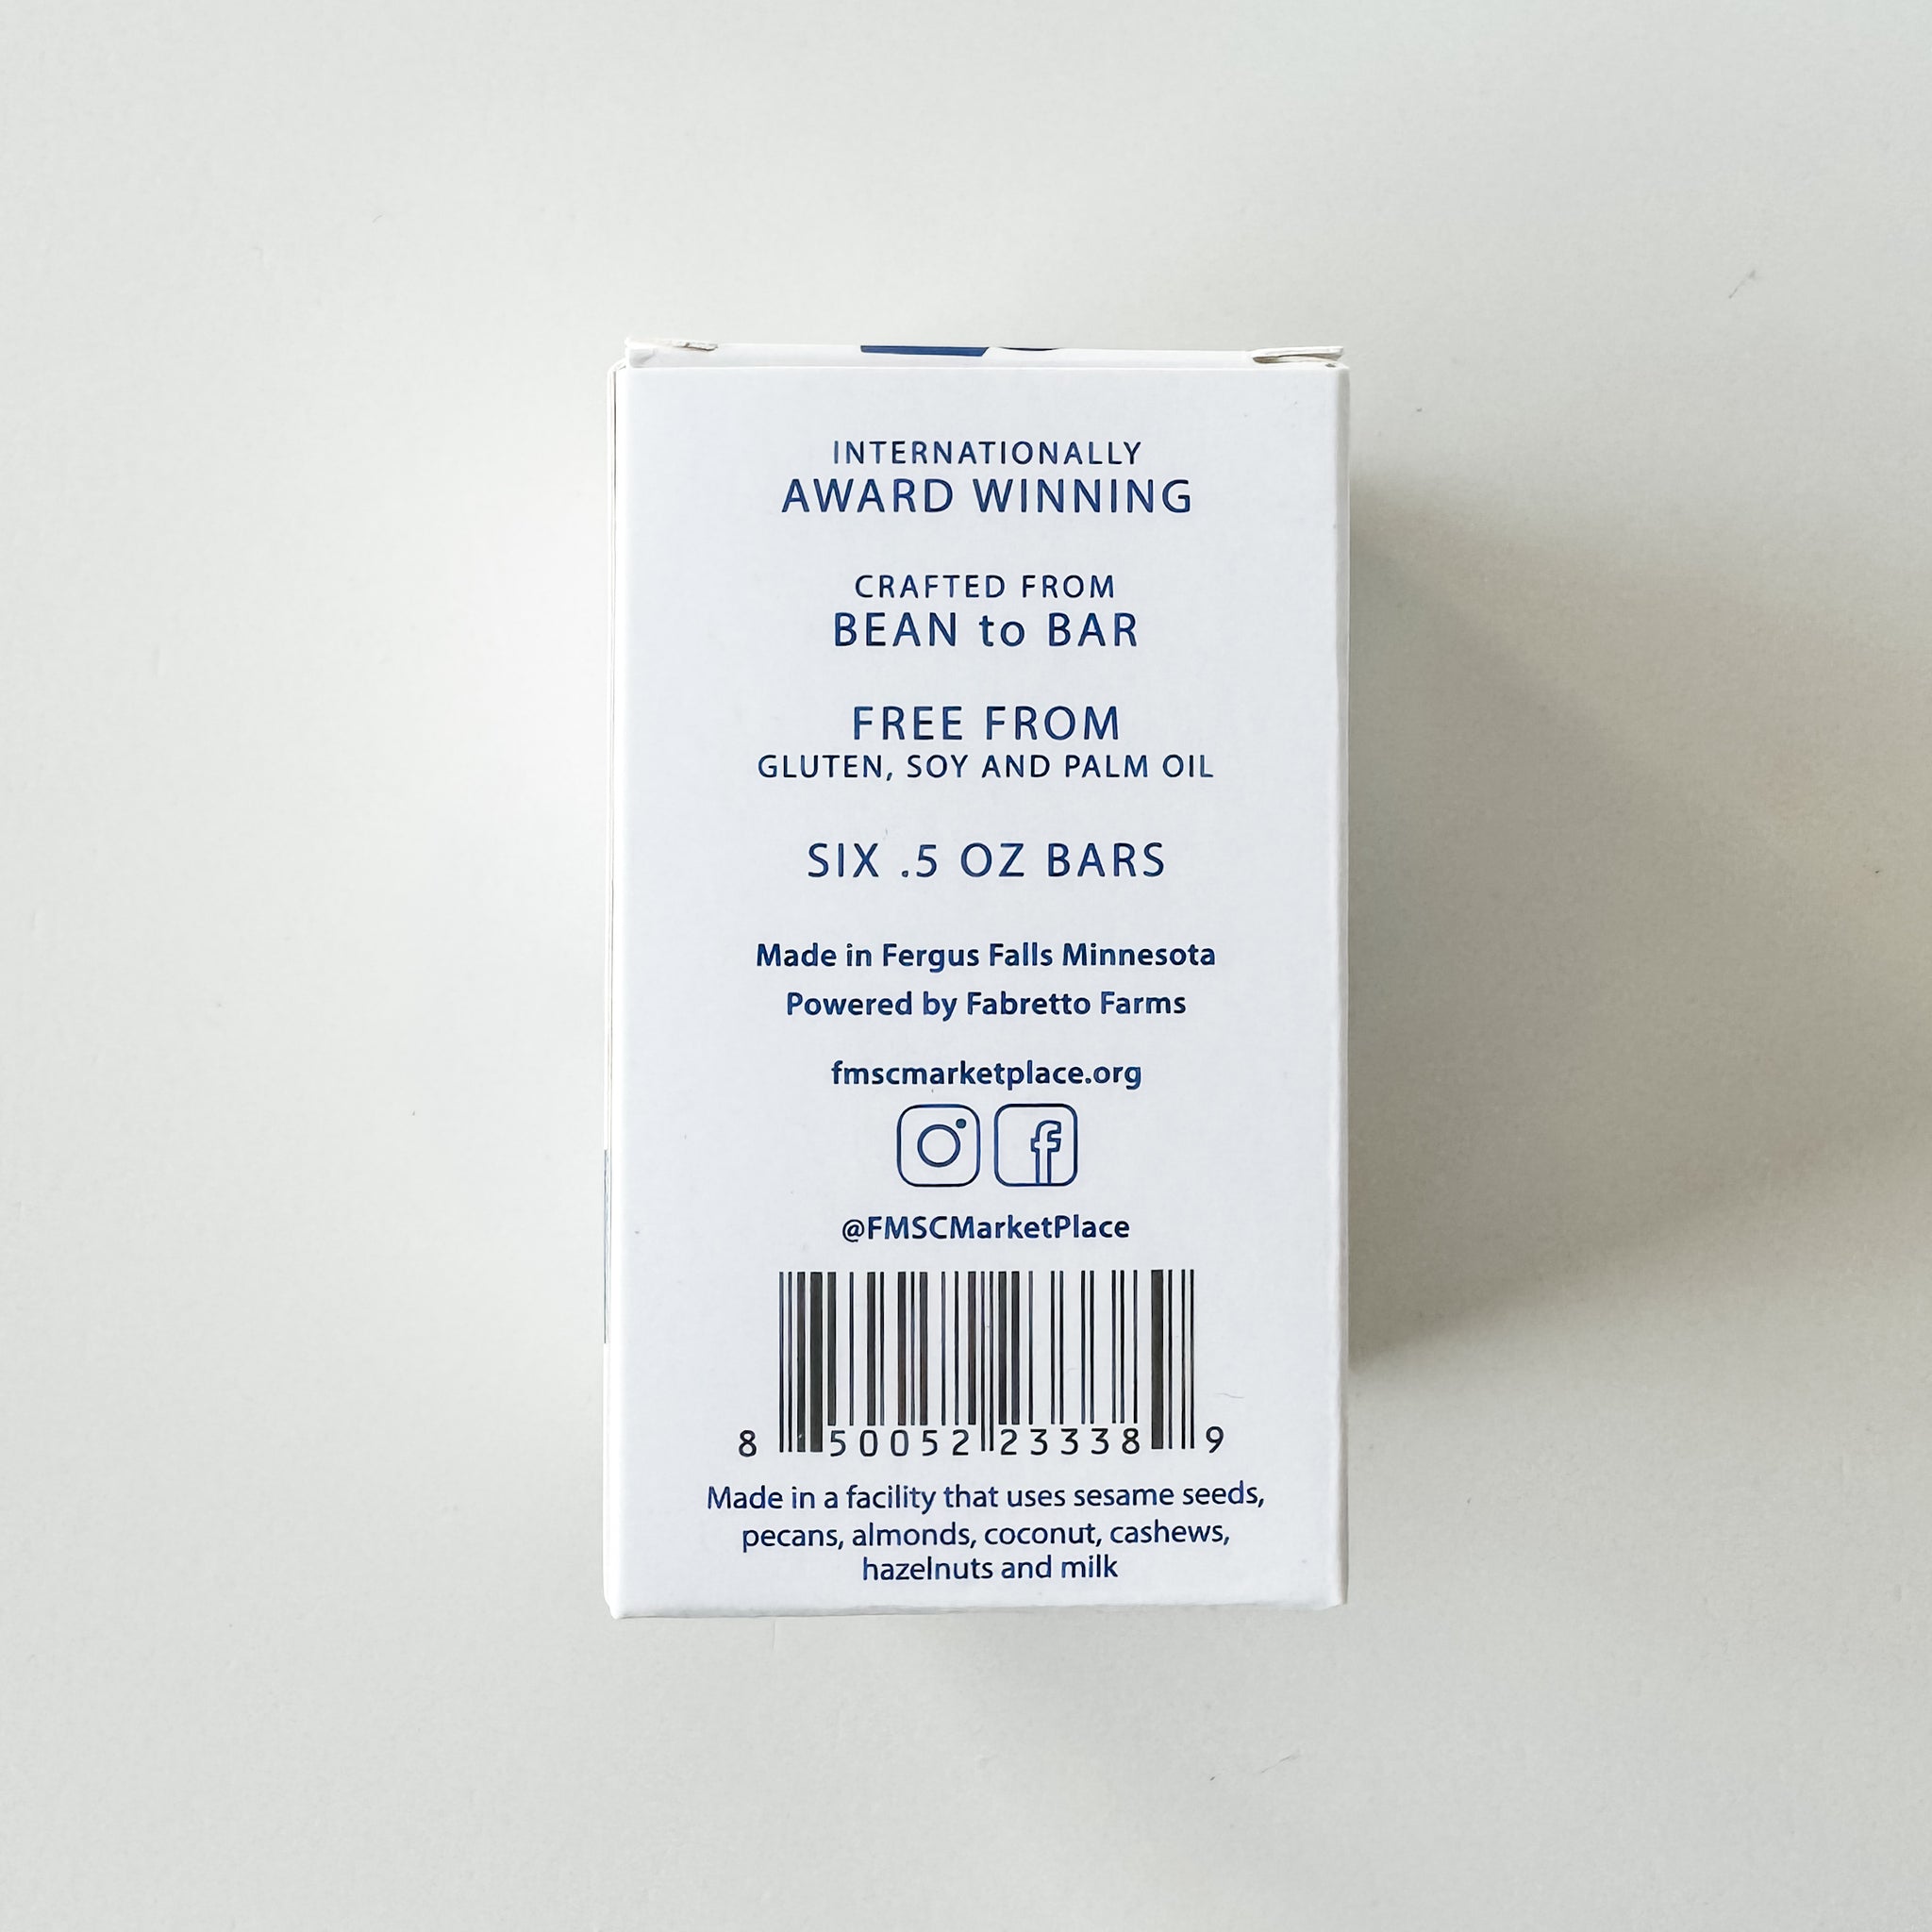 INTERNATIONALLY
AWARD WINNING
CRAFTED FROM
BEAN to BAR
FREE FROM
GLUTEN, SOY AND PALM OIL
SIX .5 OZ BARS
Made in Fergus Falls Minnesota
Powered by Fabretto Farms
fmscmarketplace.org
@FMSCMarketPlace
8 50052 23338 9
Made in a facility that uses sesame seeds,
pecans, almonds, coconut, cashews,
hazelnuts and milk